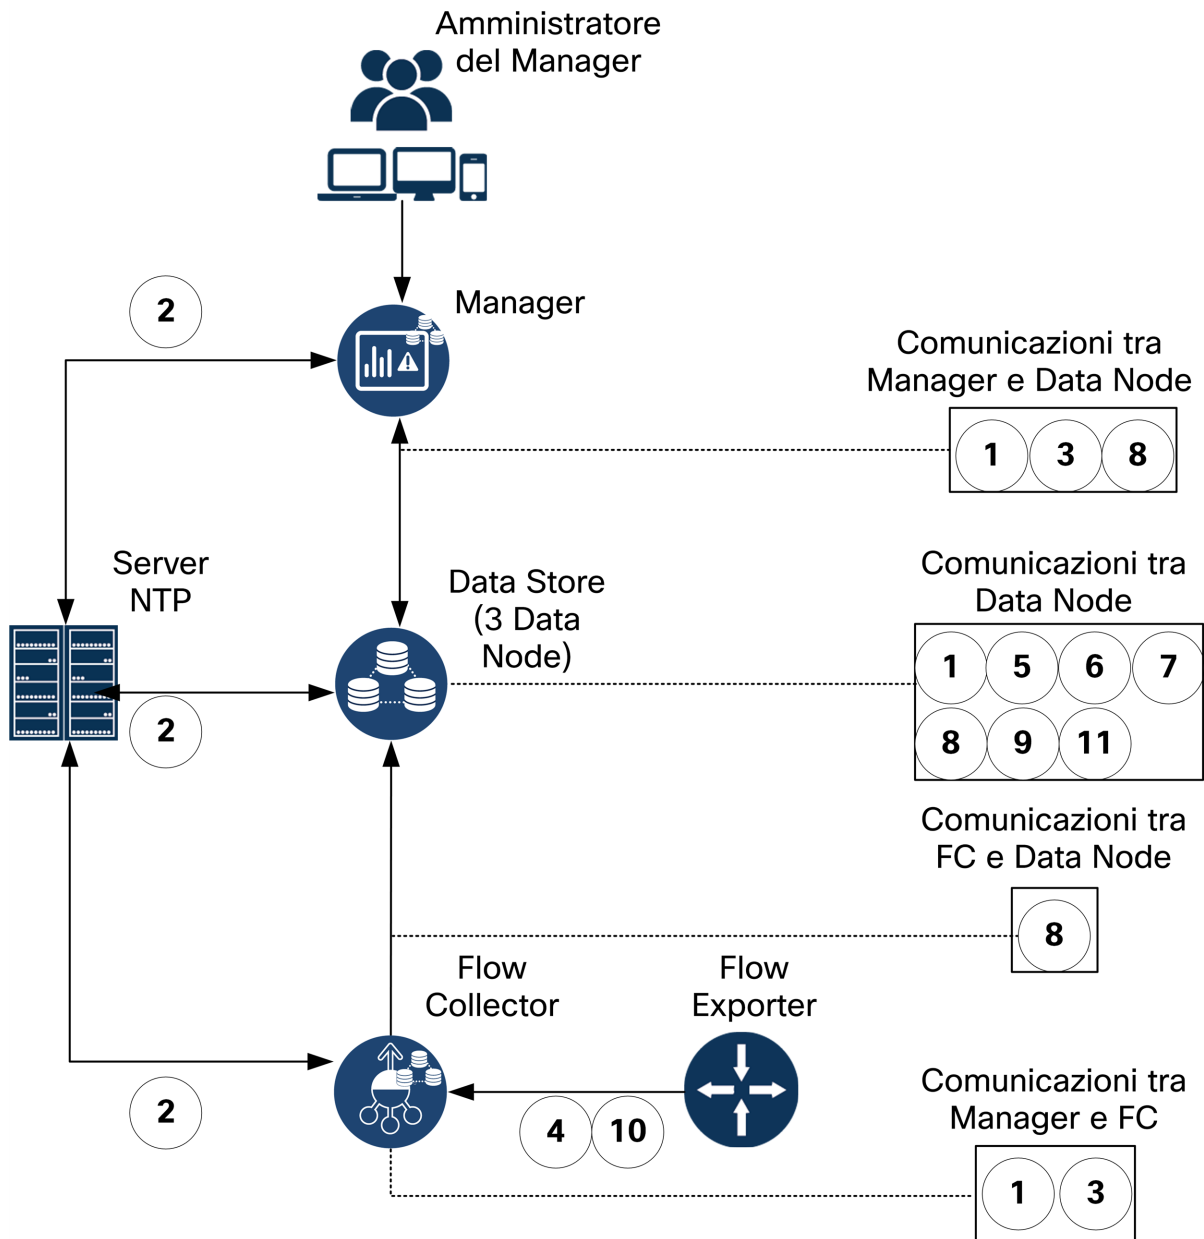 Amministratore
del Manager
2
Manager
Comunicazioni tra
Manager e Data Node
1 3 8
Server
NTP
Data Store
(3 Data
Node)
2
Comunicazioni tra
Data Node
1 5 6 7
8 9 11
Comunicazioni tra
FC e Data Node
8
Flow
Collector
Flow
Exporter
2
4 10
Comunicazioni tra
Manager e FC
1 3